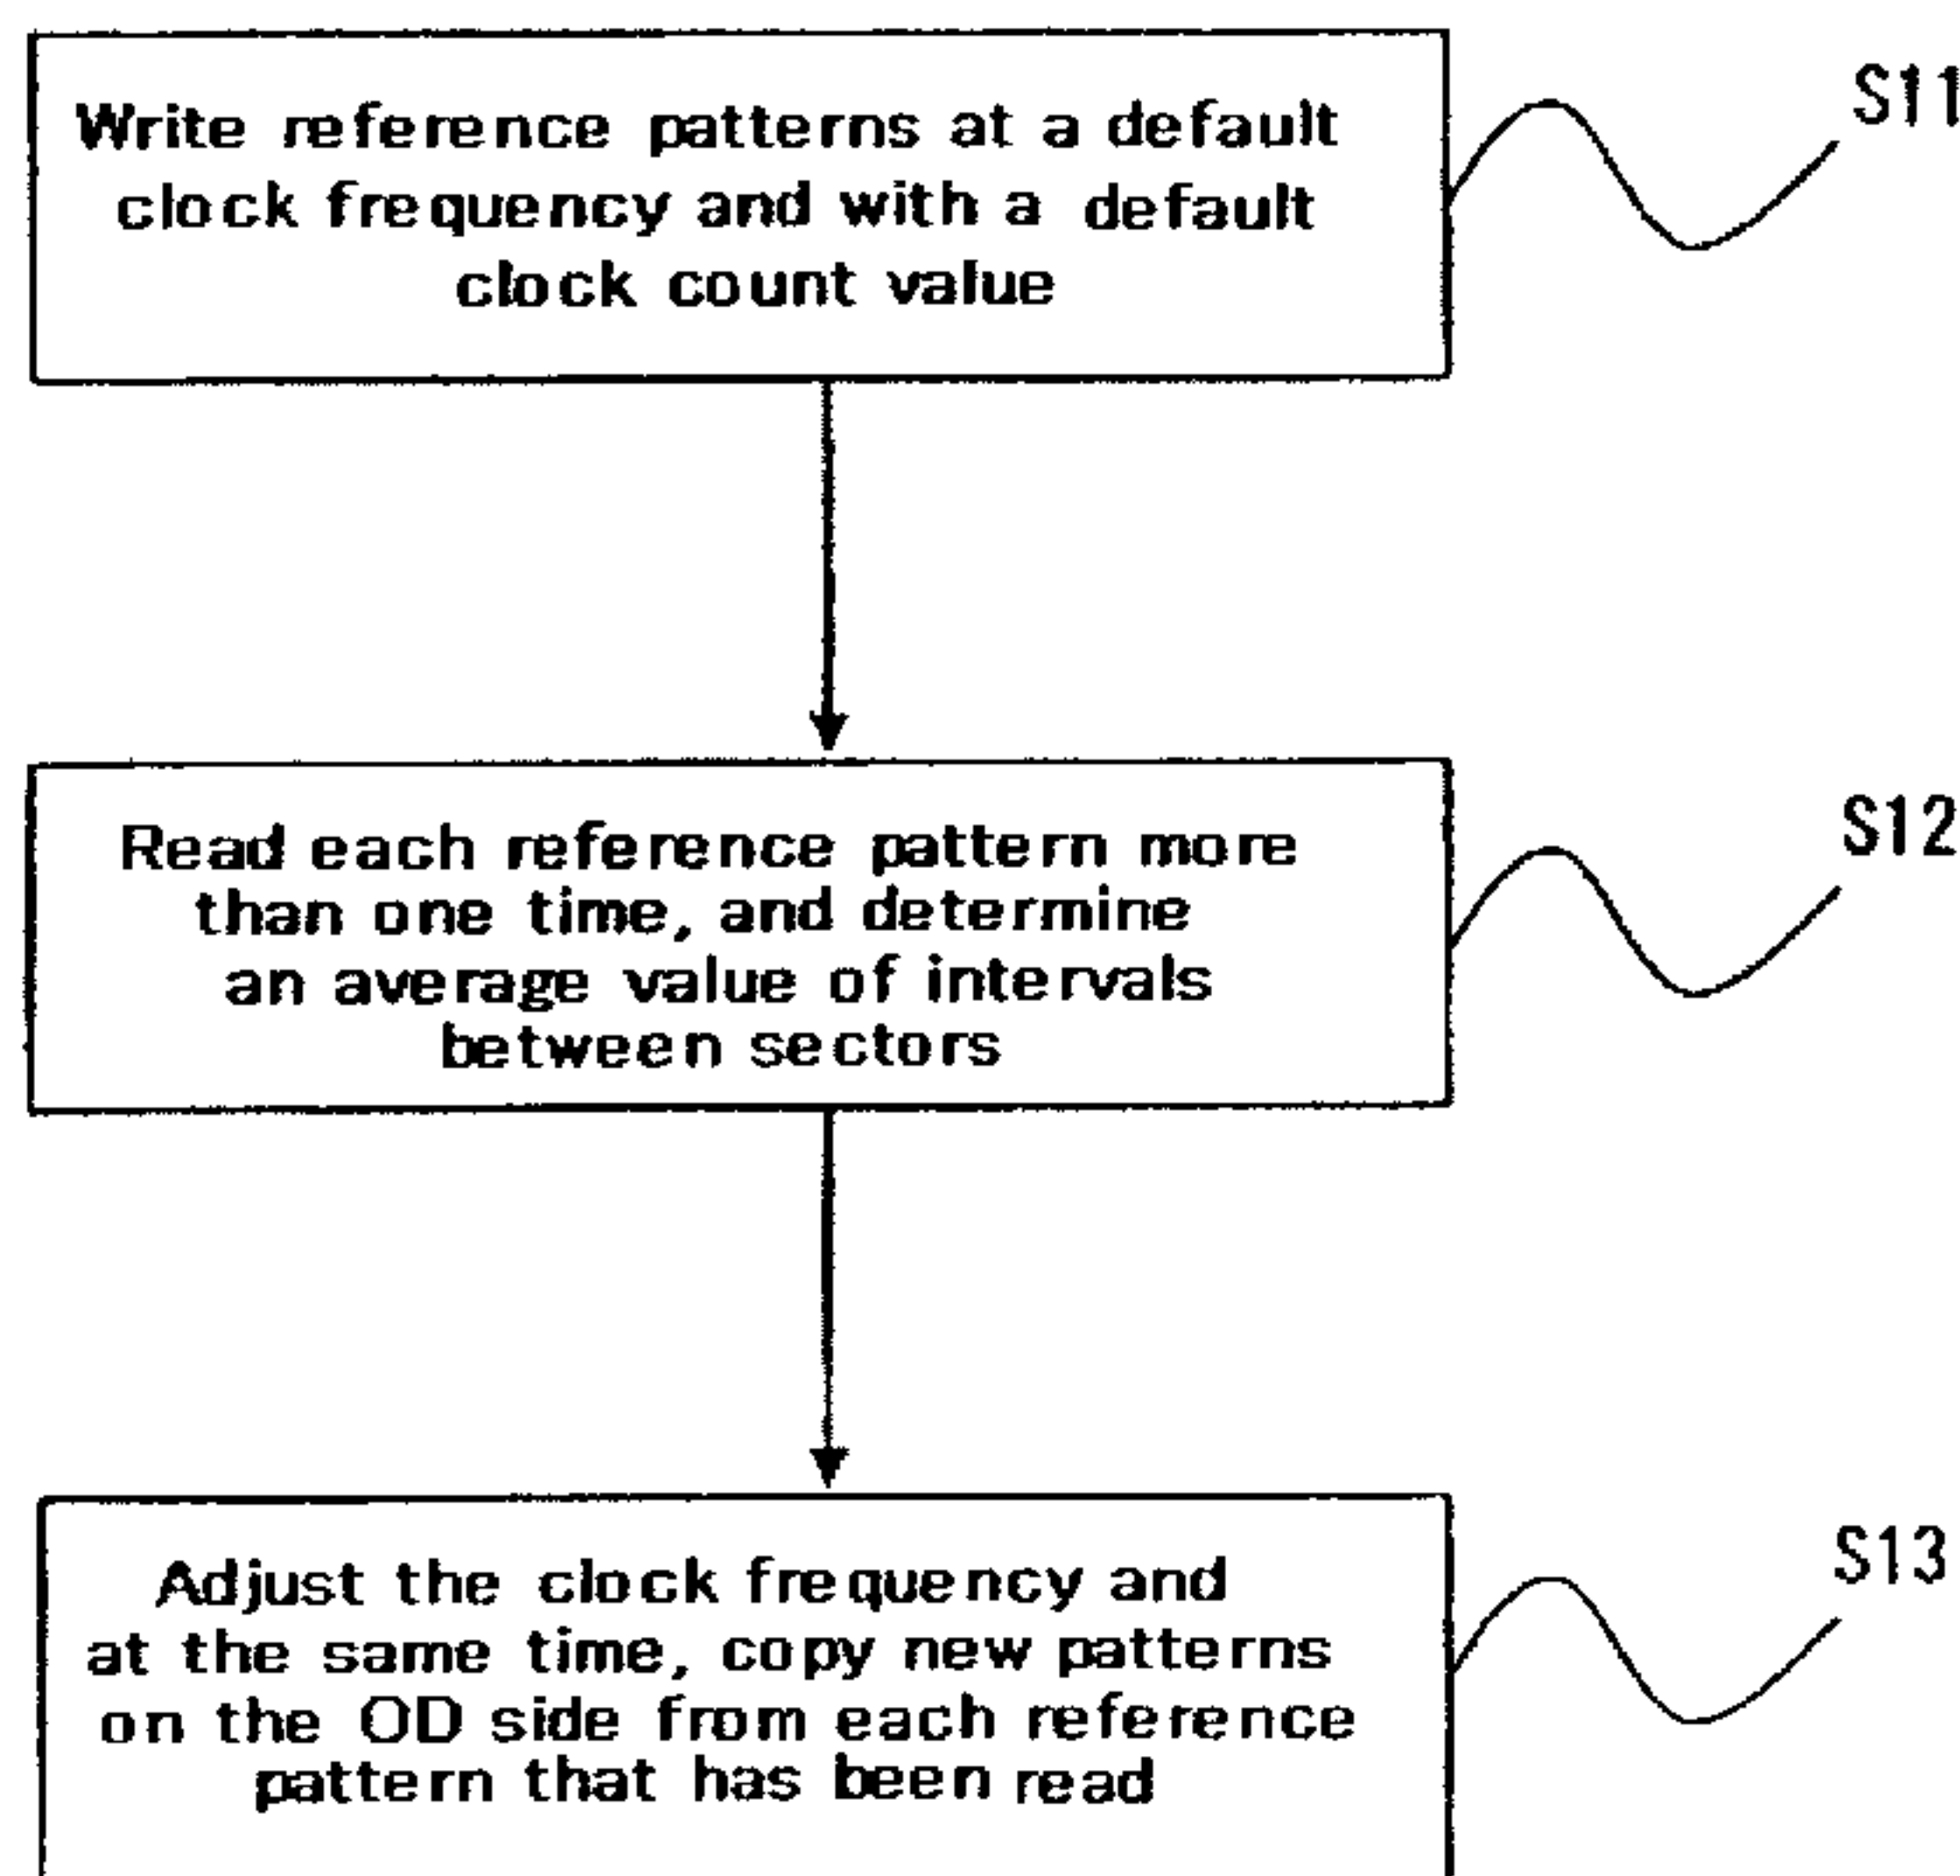 Write reference patterns at a default
clock frequency and with a default
clock count value
S11
Read each reference pattern more
than one time, and determine
an average value of intervals
between sectors
S12
Adjust the clock frequency and
at the same time, copy new patterns
on the OD side from each reference
pattern that has been read
S13